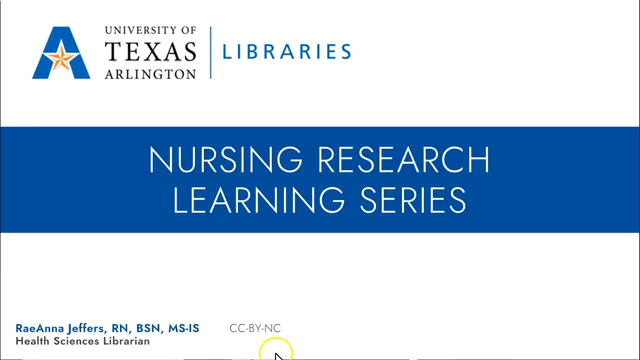 UNIVERSITY OF
TEXAS
ARLINGTON
LIBRARIES
NURSING RESEARCH
LEARNING SERIES
RaeAnna Jeffers, RN, BSN, MS-IS
CC-BY-NC
Health Sciences Librarian